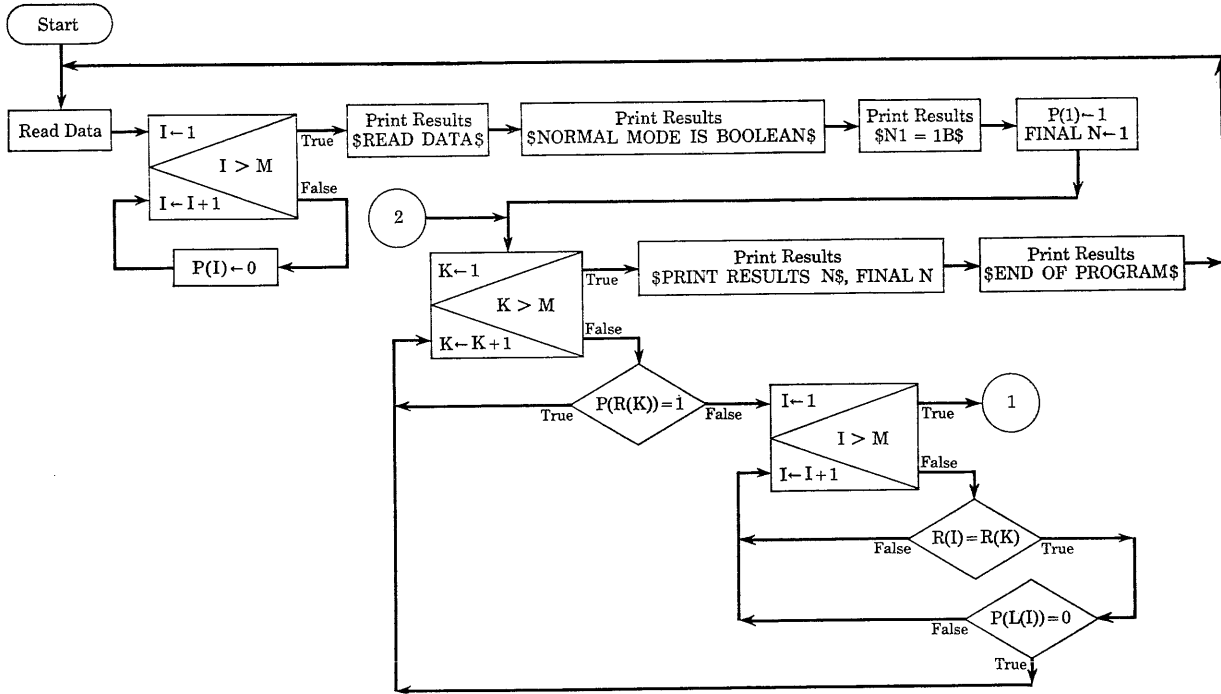 Start
Read Data
I←1
I > M
I←I+1
True
False
P(I)←0
Print Results
$READ DATA$
Print Results
$NORMAL MODE IS BOOLEAN$
Print Results
$N1 = 1B$
P(1)←1
FINAL N←1
2
K←1
K > M
K←K+1
True
False
Print Results
$PRINT RESULTS N$, FINAL N
Print Results
$END OF PROGRAM$
P(R(K))=1
True
False
I←1
I > M
I←I+1
True
False
1
R(I)=R(K)
False
True
P(L(I))=0
False
True